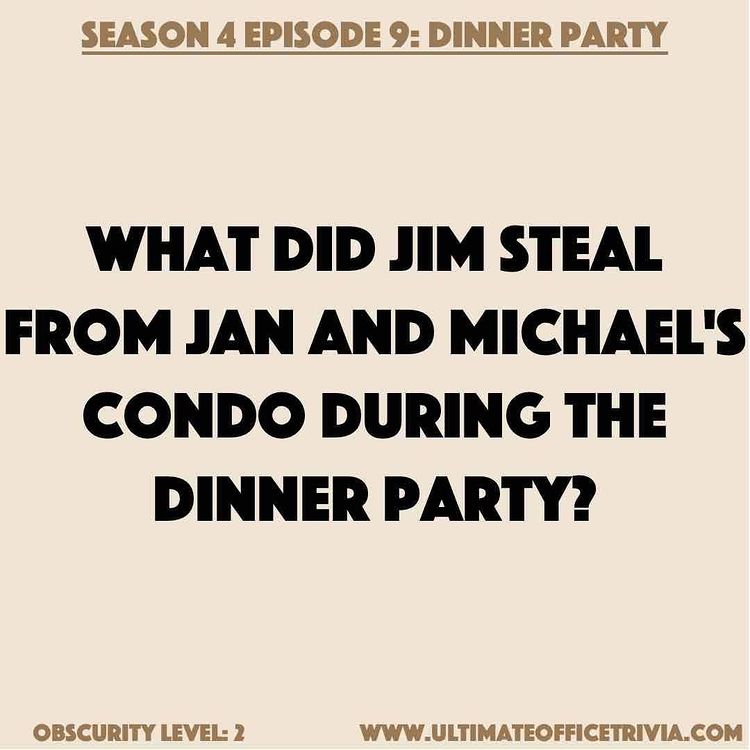 SEASON 4 EPISODE 9: DINNER PARTY
WHAT DID JIM STEAL
FROM JAN AND MICHAEL'S
CONDO DURING THE
DINNER PARTY?
OBSCURITY LEVEL: 2
WWW.ULTIMATEOFFICETRIVIA.COM